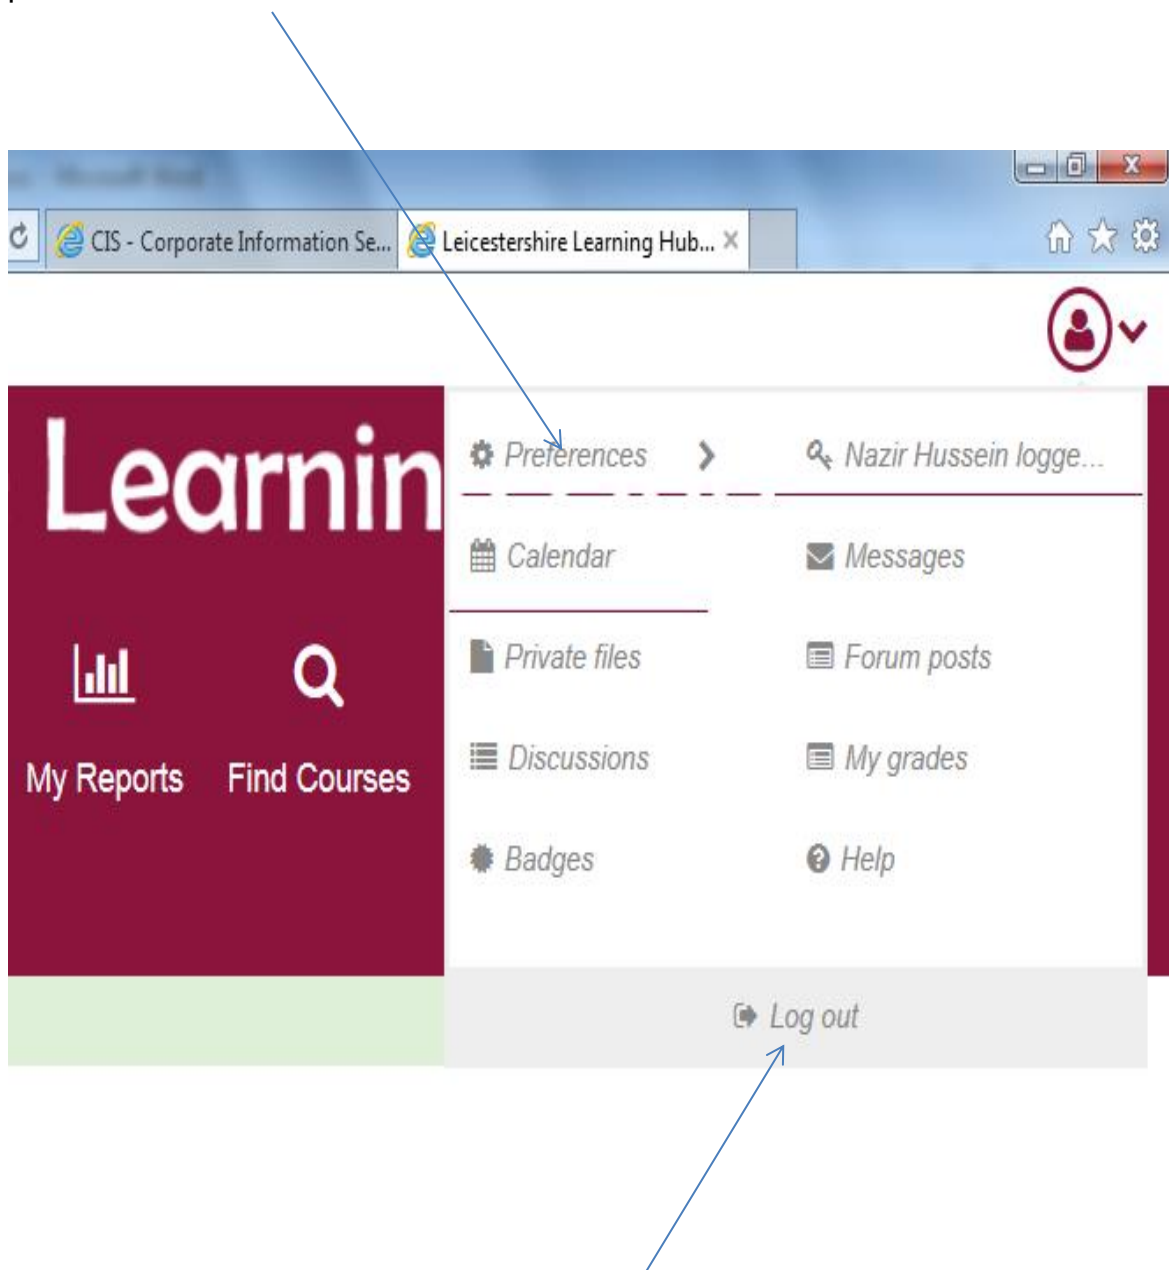 CIS - Corporate Information Se... Leicestershire Learning Hub...
Learnin
Preferences Nazir Hussein logge...
Calendar Messages
Private files Forum posts
My Reports Find Courses Discussions My grades
Badges Help
Log out